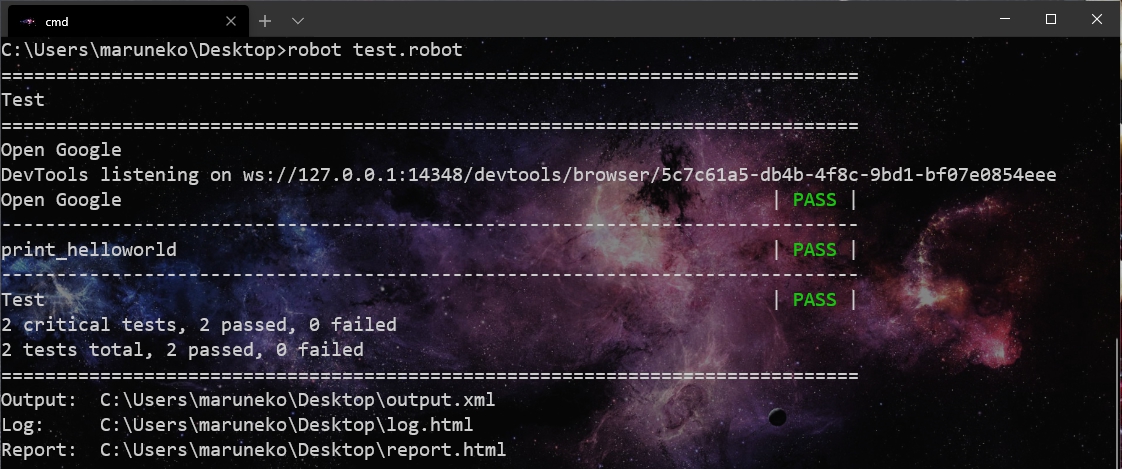 cmd
C:\Users\maruneko\Desktop>robot test.robot
==============================================================================
Test
==============================================================================
Open Google
DevTools listening on ws://127.0.0.1:14348/devtools/browser/5c7c61a5-db4b-4f8c-9bd1-bf07e0854eee
Open Google                                                           | PASS |
------------------------------------------------------------------------------
print_helloworld                                                      | PASS |
------------------------------------------------------------------------------
Test                                                                  | PASS |
2 critical tests, 2 passed, 0 failed
2 tests total, 2 passed, 0 failed
==============================================================================
Output:  C:\Users\maruneko\Desktop\output.xml
Log:     C:\Users\maruneko\Desktop\log.html
Report:  C:\Users\maruneko\Desktop\report.html